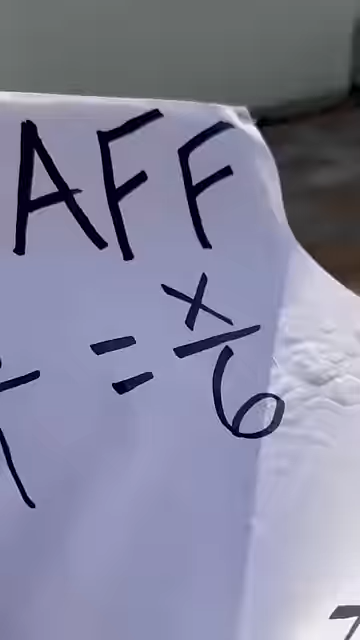 AFF
= x/6